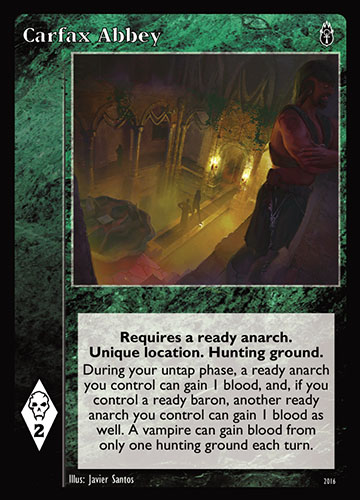 Carfax Abbey
Requires a ready anarch.
Unique location. Hunting ground.
During your untap phase, a ready anarch
you control can gain 1 blood, and, if you
control a ready baron, another ready
anarch you control can gain 1 blood as
well. A vampire can gain blood from
only one hunting ground each turn.
2
Illus: Javier Santos
2016